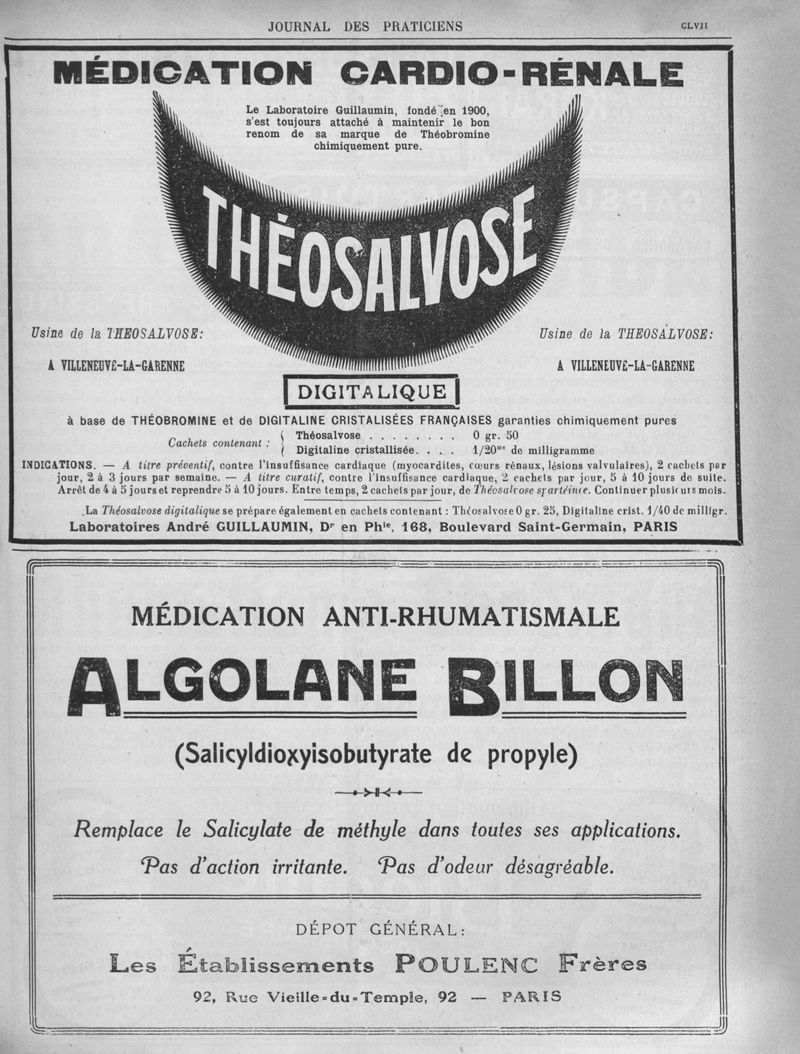 JOURNAL DES PRATICIENS
CLVII
MÉDICATION CARDIO-RÉNALE
Le Laboratoire Guillaumin, fondé en 1900,
s'est toujours attaché à maintenir le bon
renom de sa marque de Théobromine
chimiquement pure.
THÉOSALVOSE
Usine de la THEOSALVOSE:
A VILLENEUVE-LA-GARENNE
Usine de la THEOSALVOSE:
A VILLENEUVE-LA-GARENNE
DIGITALIQUE
à base de THÉOBROMINE et de DIGITALINE CRISTALISÉES FRANÇAISES garanties chimiquement pures
Cachets contenant :
Théosalvose . . . . . . . . 0 gr. 50
Digitaline cristallisée. . . . 1/20me de milligramme
INDICATIONS. — A titre préventif, contre l'insuffisance cardiaque (myocardites, cœurs rénaux, lésions valvulaires), 2 cachets par
jour, 2 à 3 jours par semaine. — A titre curatif, contre l'insuffisance cardiaque, 2 cachets par jour, 5 à 10 jours de suite.
Arrêt de 4 à 5 jours et reprendre 5 à 10 jours. Entre temps, 2 cachets par jour, de Théosalvose spartéinée. Continuer plusieurs mois.
La Théosalvose digitalique se prépare également en cachets contenant : Théosalvose 0 gr. 25, Digitaline crist. 1/40 de milligr.
Laboratoires André GUILLAUMIN, Dr en Phie, 168, Boulevard Saint-Germain, PARIS
MÉDICATION ANTI-RHUMATISMALE
ALGOLANE BILLON
(Salicyldioxyisobutyrate de propyle)
Remplace le Salicylate de méthyle dans toutes ses applications.
Pas d'action irritante. Pas d'odeur désagréable.
DÉPOT GÉNÉRAL:
Les Établissements POULENC Frères
92, Rue Vieille-du-Temple, 92 — PARIS